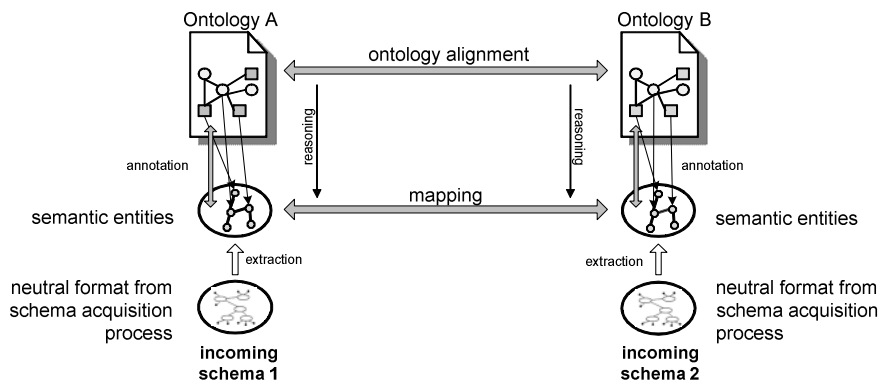 Ontology A
Ontology B
ontology alignment
reasoning
reasoning
annotation
annotation
mapping
semantic entities
semantic entities
extraction
extraction
neutral format from
schema acquisition
process
neutral format from
schema acquisition
process
incoming
schema 1
incoming
schema 2